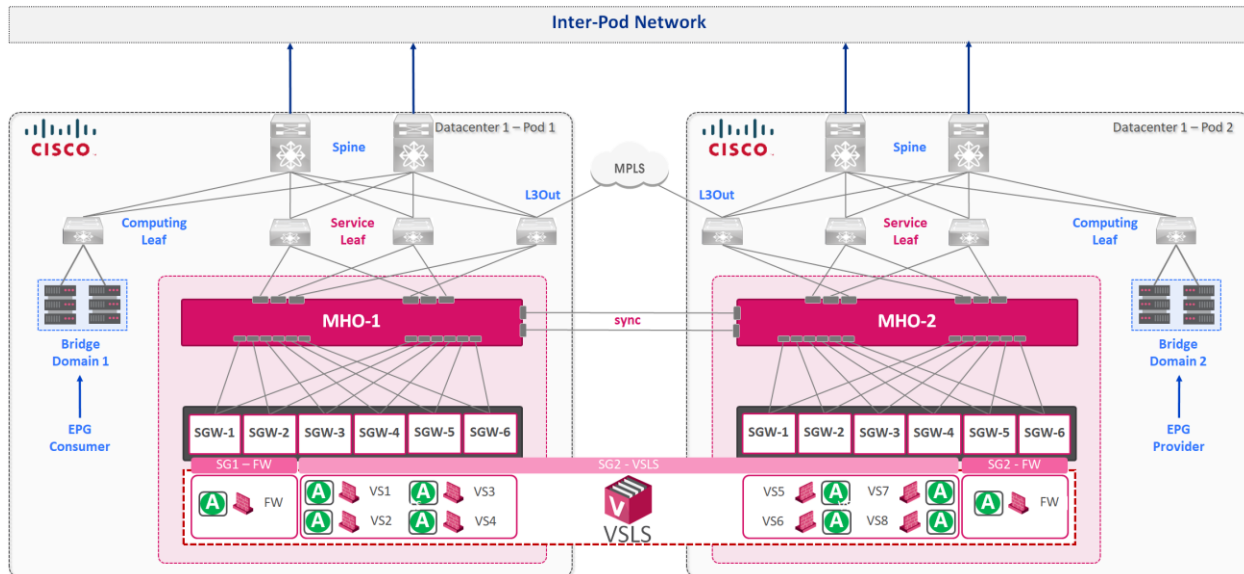 Inter-Pod Network
CISCO
Datacenter 1 – Pod 1
Spine
L3Out
Computing
Leaf
Service
Leaf
MHO-1
Bridge
Domain 1
EPG
Consumer
SGW-1
SGW-2
SGW-3
SGW-4
SGW-5
SGW-6
SG1 – FW
A
FW
A
VS1
A
VS3
A
VS2
A
VS4
MPLS
sync
SG2 - VSLS
V
VSLS
CISCO
Datacenter 1 – Pod 2
Spine
L3Out
Service
Leaf
Computing
Leaf
MHO-2
Bridge
Domain 2
EPG
Provider
SGW-1
SGW-2
SGW-3
SGW-4
SGW-5
SGW-6
SG2 - FW
VS5
A
VS7
A
VS6
A
VS8
A
A
FW